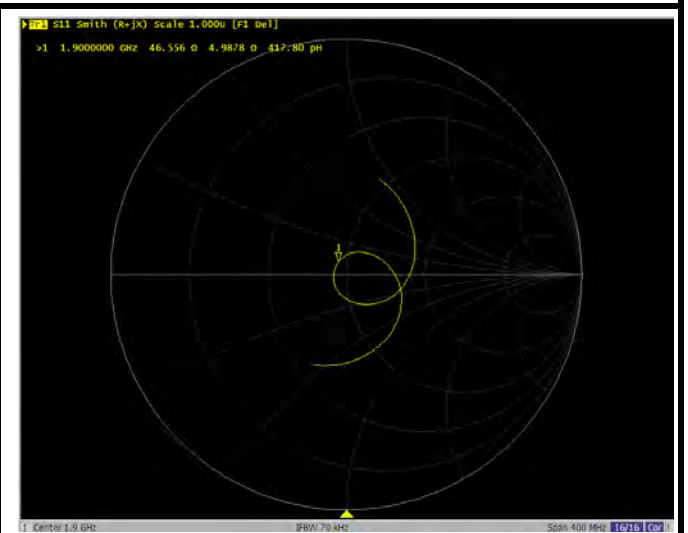 Tr1 S11 Smith (R+jX) Scale 1.000U [F1 Del]
>1 1.9000000 GHz 46.556 Ω 4.9878 Ω 417.80 pH
1
1 Center 1.9 GHz IFBW 70 kHz Span 400 MHz 16/16 Cor !